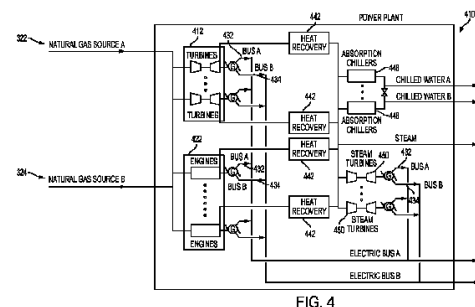 410
POWER PLANT
442
412
322
NATURAL GAS SOURCE A
TURBINES
432
BUS A
BUS B
434
G
HEAT
RECOVERY
ABSORPTION
CHILLERS
448
CHILLED WATER A
CHILLED WATER B
G
TURBINES
442
HEAT
RECOVERY
448
ABSORPTION
CHILLERS
422
442
STEAM
324
NATURAL GAS SOURCE B
ENGINES
BUS A
432
G
BUS B
434
HEAT
RECOVERY
STEAM
TURBINES
450
432
BUS A
G
BUS B
434
HEAT
RECOVERY
442
G
450
STEAM
TURBINES
G
ENGINES
ELECTRIC BUS A
ELECTRIC BUS B
FIG. 4